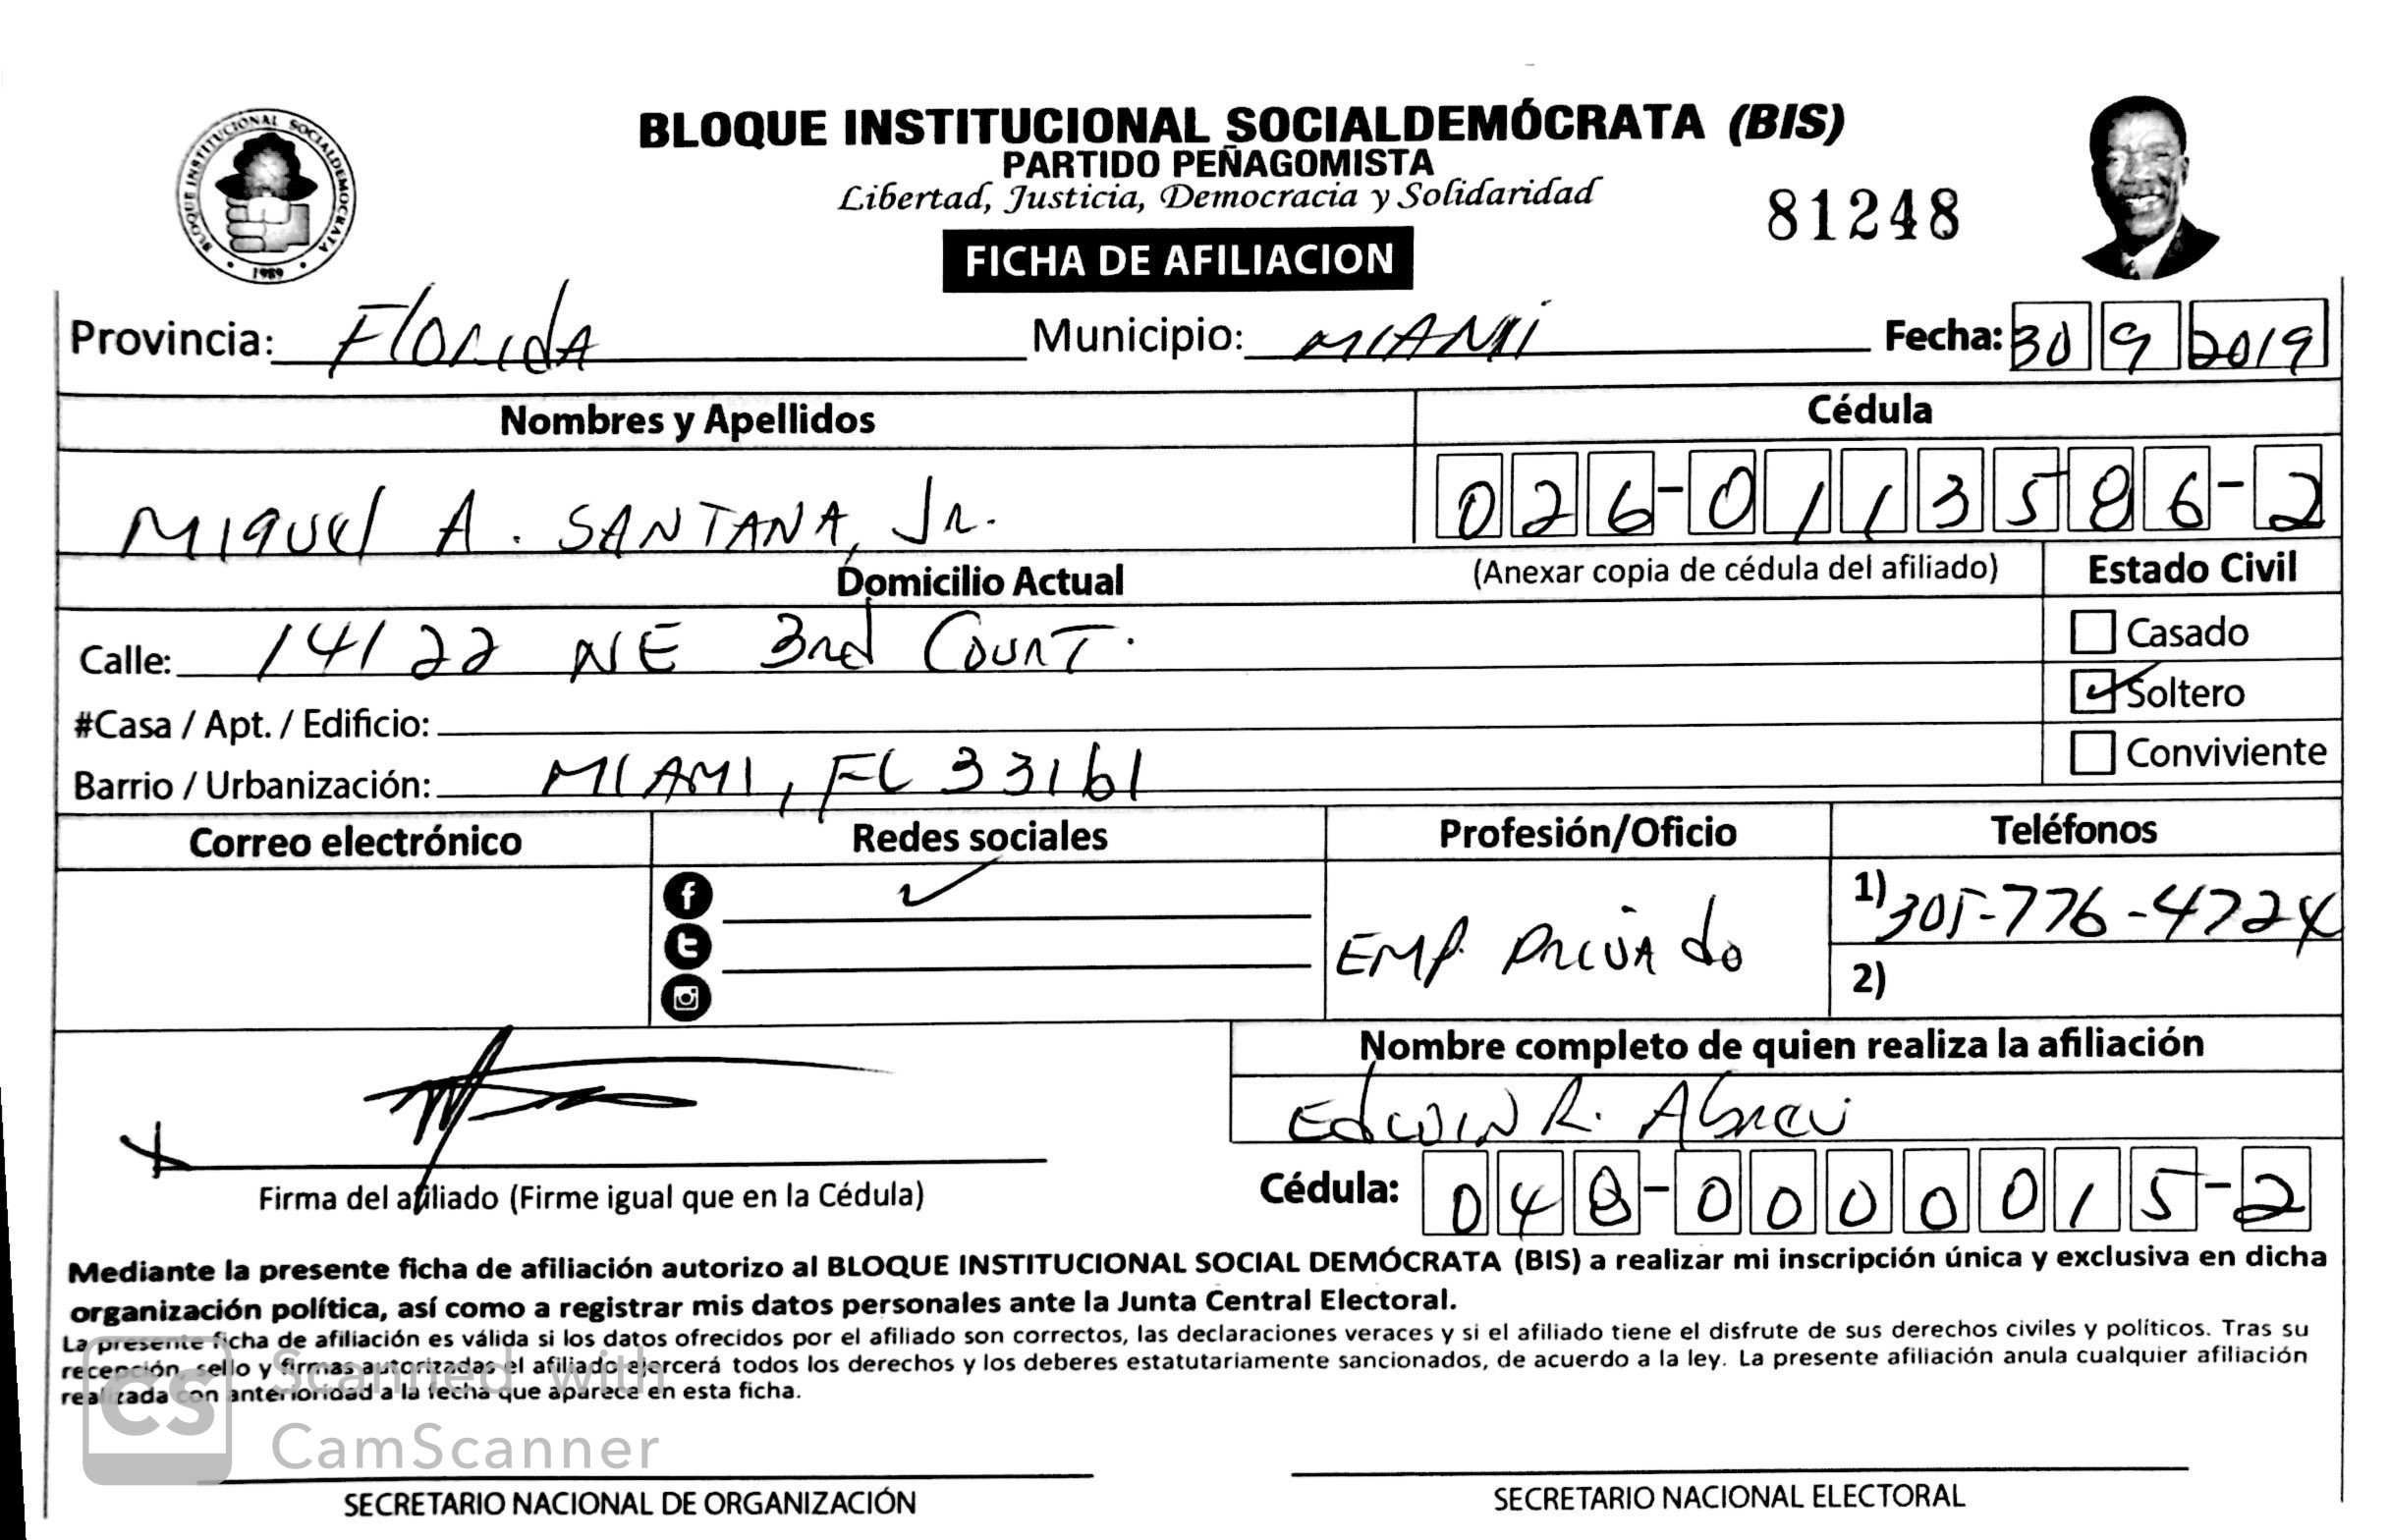 BLOQUE INSTITUCIONAL SOCIALDEMÓCRATA (BIS)
PARTIDO PEÑAGOMISTA
Libertad, Justicia, Democracia y Solidaridad
81248
BLOQUE INSTITUCIONAL SOCIALDEMOCRATA
1989
FICHA DE AFILIACION
Provincia: Florida Municipio: MIAMI Fecha: 30 9 2019
Nombres y Apellidos Cédula
MIGUEL A. SANTANA, Jr. 026-0113586-2
Domicilio Actual (Anexar copia de cédula del afiliado) Estado Civil
Calle: 14122 NE 3rd Court. Casado
#Casa / Apt. / Edificio: Soltero
Barrio / Urbanización: MIAMI, FL 33161 Conviviente
Correo electrónico Redes sociales Profesión/Oficio Teléfonos
EMP. PRIVADO 1) 305-776-4724
2)
Nombre completo de quien realiza la afiliación
EDWIN R. Abreu
Firma del afiliado (Firme igual que en la Cédula) Cédula: 048-0000015-2
Mediante la presente ficha de afiliación autorizo al BLOQUE INSTITUCIONAL SOCIAL DEMÓCRATA (BIS) a realizar mi inscripción única y exclusiva en dicha
organización política, así como a registrar mis datos personales ante la Junta Central Electoral.
La presente ficha de afiliación es válida si los datos ofrecidos por el afiliado son correctos, las declaraciones veraces y si el afiliado tiene el disfrute de sus derechos civiles y políticos. Tras su
recepción, sello y firmas autorizadas el afiliado ejercerá todos los derechos y los deberes estatutariamente sancionados, de acuerdo a la ley. La presente afiliación anula cualquier afiliación
realizada con anterioridad a la fecha que aparece en esta ficha.
CS Scanned with
CamScanner
SECRETARIO NACIONAL DE ORGANIZACIÓN SECRETARIO NACIONAL ELECTORAL